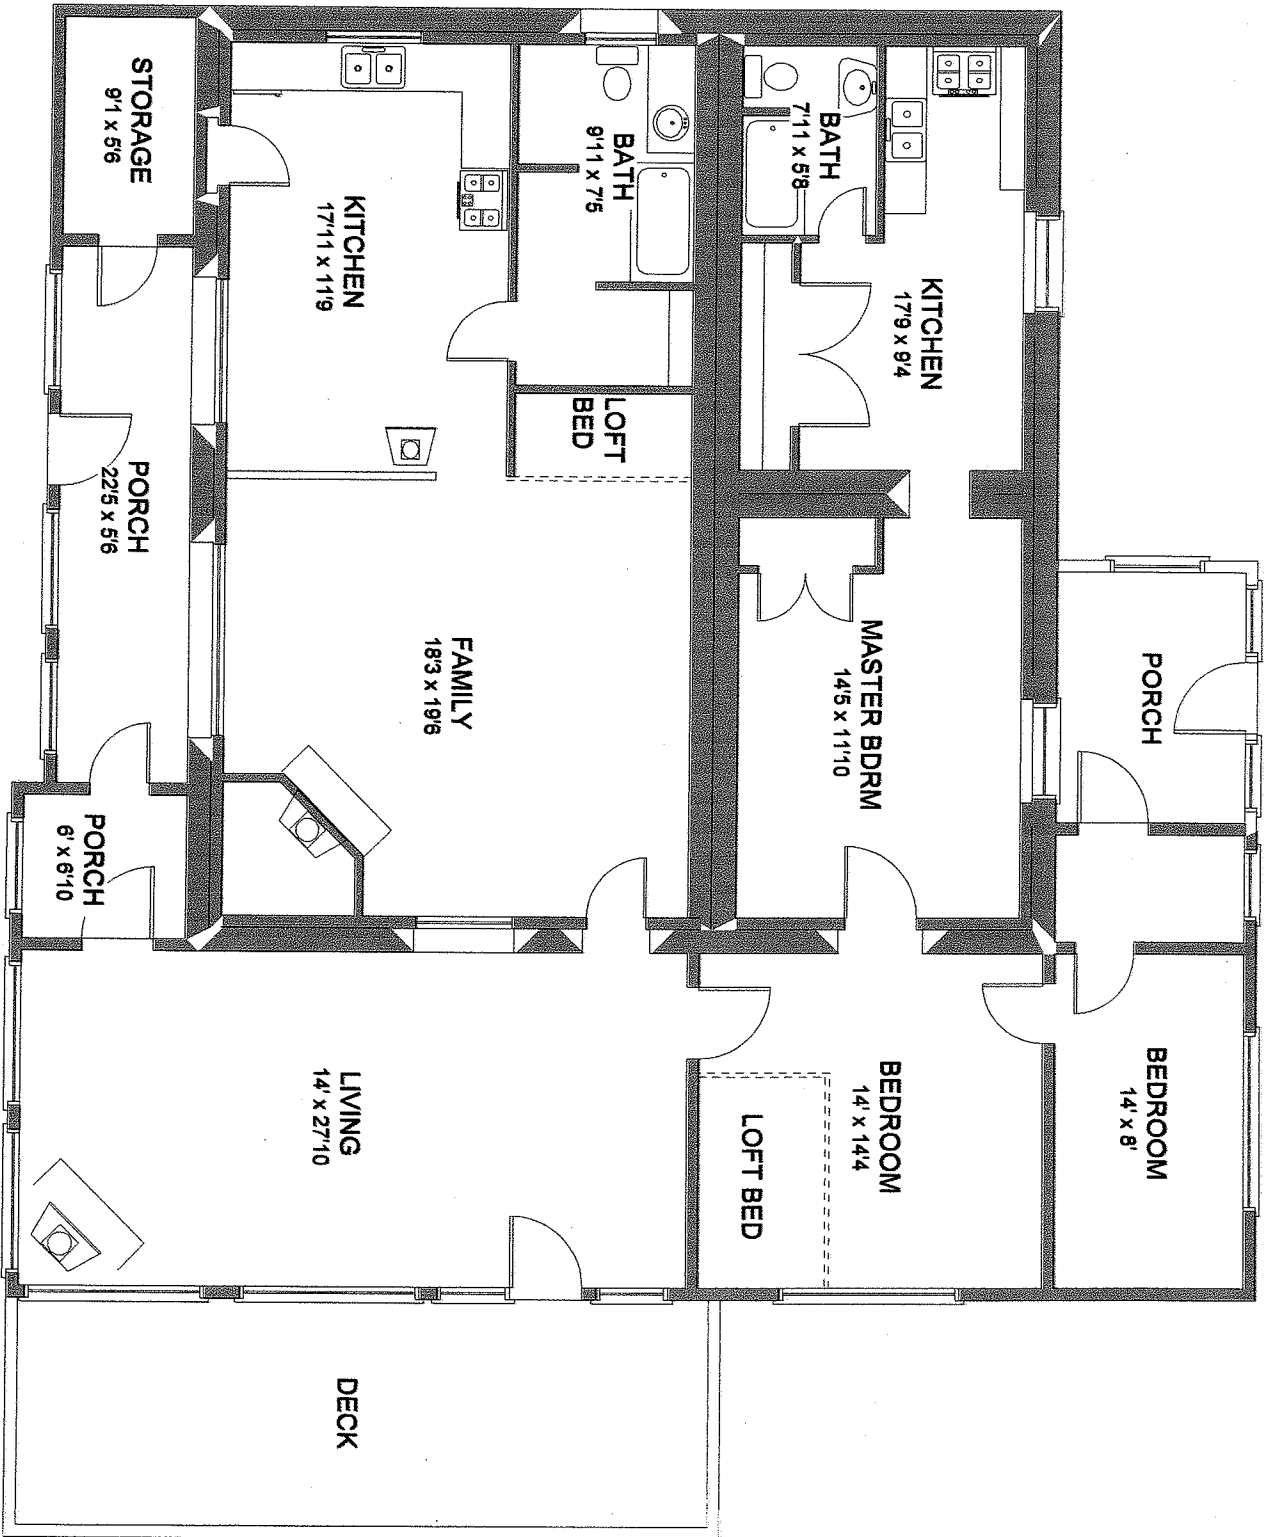 PORCH
BEDROOM
14' x 8'
KITCHEN
17'9 x 9'4
MASTER BDRM
14'5 x 11'10
BEDROOM
14' x 14'4
BATH
7'11 x 5'8
LOFT BED
BATH
9'11 x 7'5
LOFT
BED
FAMILY
18'3 x 19'6
KITCHEN
17'11 x 11'9
LIVING
14' x 27'10
DECK
STORAGE
9'1 x 5'6
PORCH
22'5 x 5'6
PORCH
6' x 6'10